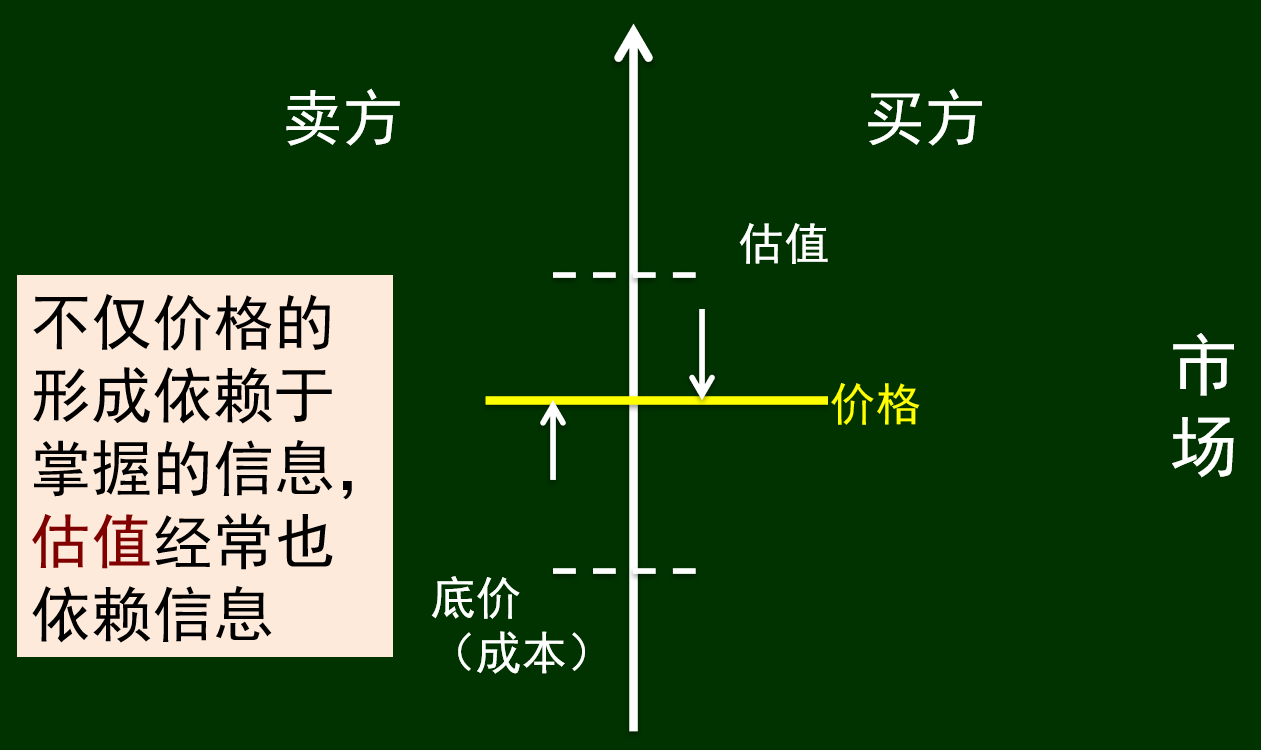 卖方
买方
估值
不仅价格的
形成依赖于
掌握的信息，
估值经常也
依赖信息
价格
市
场
底价
（成本）